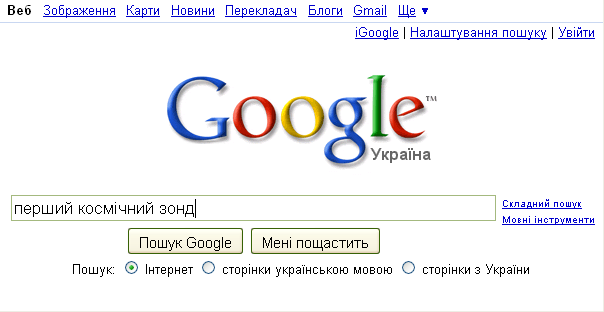 Веб Зображення Карти Новини Перекладач Блоги Gmail Ще ▼
iGoogle | Налаштування пошуку | Увійти
Google™
Україна
перший космічний зонд
Складний пошук
Мовні інструменти
Пошук Google Мені пощастить
Пошук: Інтернет сторінки українською мовою сторінки з України